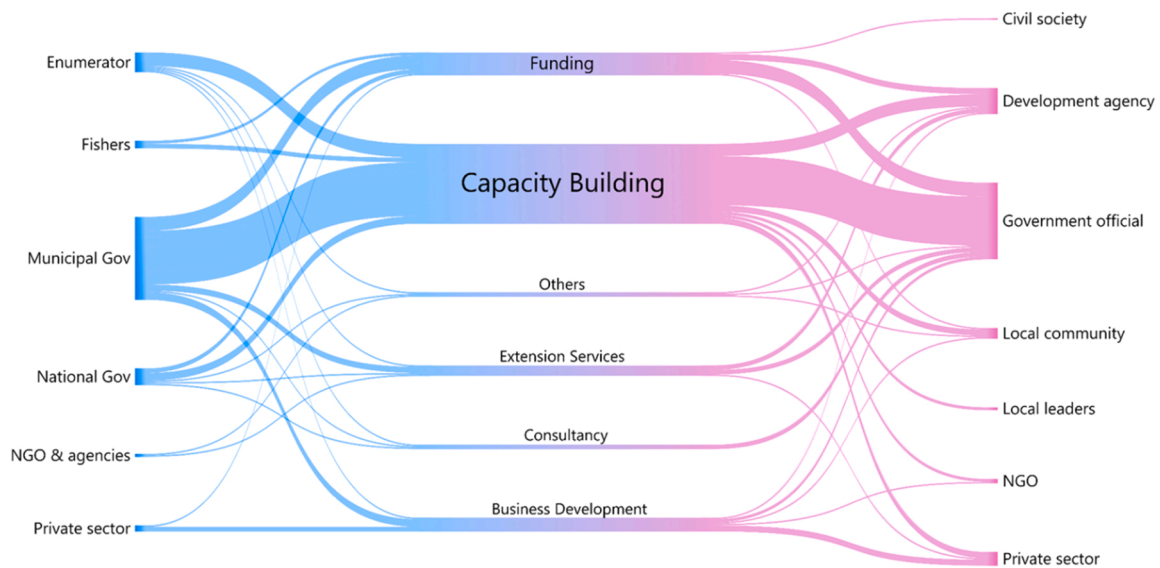 Enumerator
Fishers
Municipal Gov
National Gov
NGO & agencies
Private sector
Funding
Capacity Building
Others
Extension Services
Consultancy
Business Development
Civil society
Development agency
Government official
Local community
Local leaders
NGO
Private sector